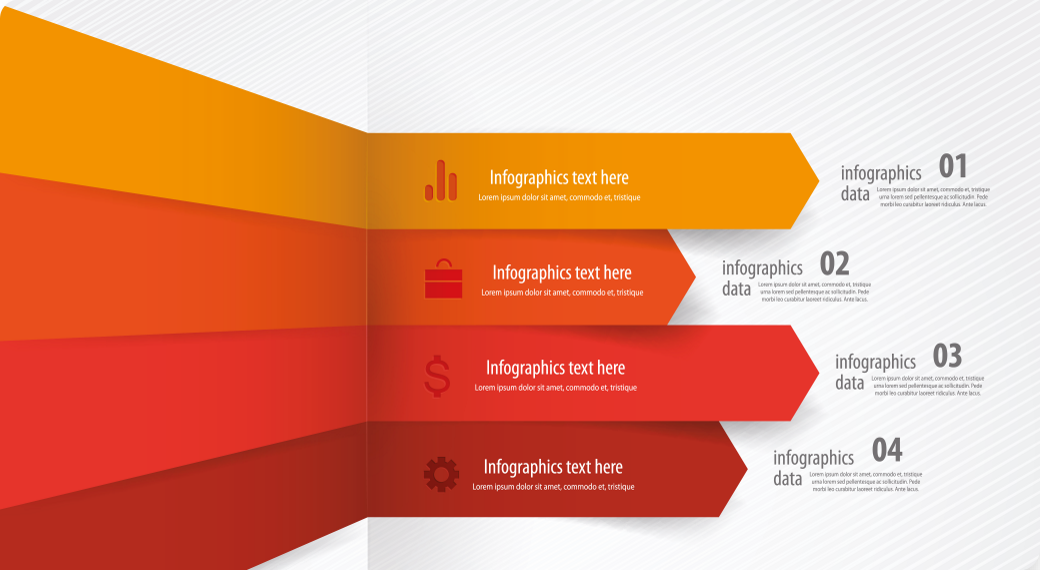 Infographics text here
Lorem ipsum dolor sit amet, commodo et, tristique
infographics 01
data
Lorem ipsum dolor sit amet, commodo et, tristique
urna lorem sed pellentesque ac sollicitudin. Pede
morbi leo curabitur laoreet ridiculus. Ante lacus.
Infographics text here
Lorem ipsum dolor sit amet, commodo et, tristique
infographics 02
data
Lorem ipsum dolor sit amet, commodo et, tristique
urna lorem sed pellentesque ac sollicitudin. Pede
morbi leo curabitur laoreet ridiculus. Ante lacus.
Infographics text here
Lorem ipsum dolor sit amet, commodo et, tristique
infographics 03
data
Lorem ipsum dolor sit amet, commodo et, tristique
urna lorem sed pellentesque ac sollicitudin. Pede
morbi leo curabitur laoreet ridiculus. Ante lacus.
Infographics text here
Lorem ipsum dolor sit amet, commodo et, tristique
infographics 04
data
Lorem ipsum dolor sit amet, commodo et, tristique
urna lorem sed pellentesque ac sollicitudin. Pede
morbi leo curabitur laoreet ridiculus. Ante lacus.